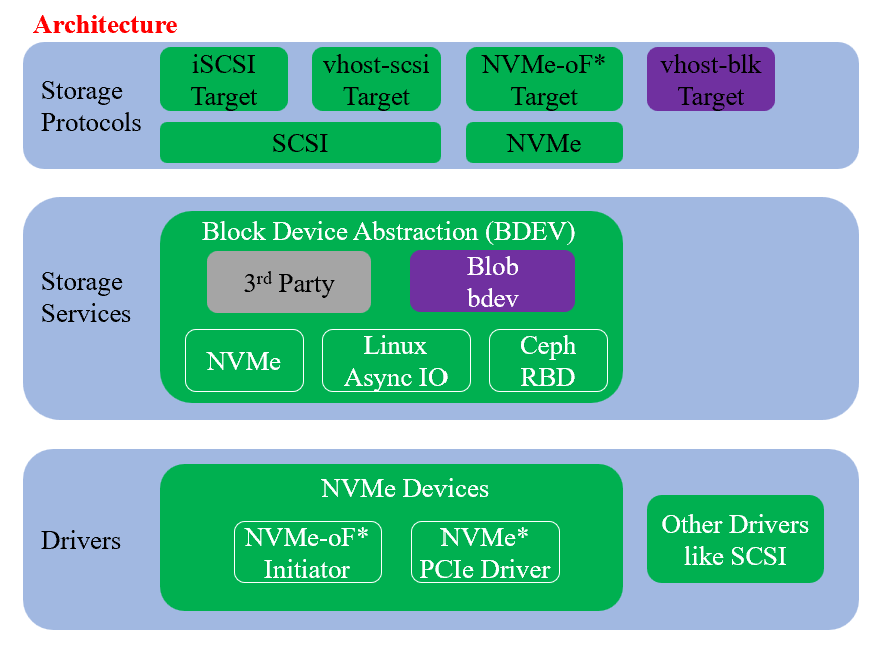 Architecture
Storage
Protocols
iSCSI
Target
vhost-scsi
Target
NVMe-oF*
Target
vhost-blk
Target
SCSI
NVMe
Storage
Services
Block Device Abstraction (BDEV)
3rd Party
Blob
bdev
NVMe
Linux
Async IO
Ceph
RBD
Drivers
NVMe Devices
NVMe-oF*
Initiator
NVMe*
PCIe Driver
Other Drivers
like SCSI